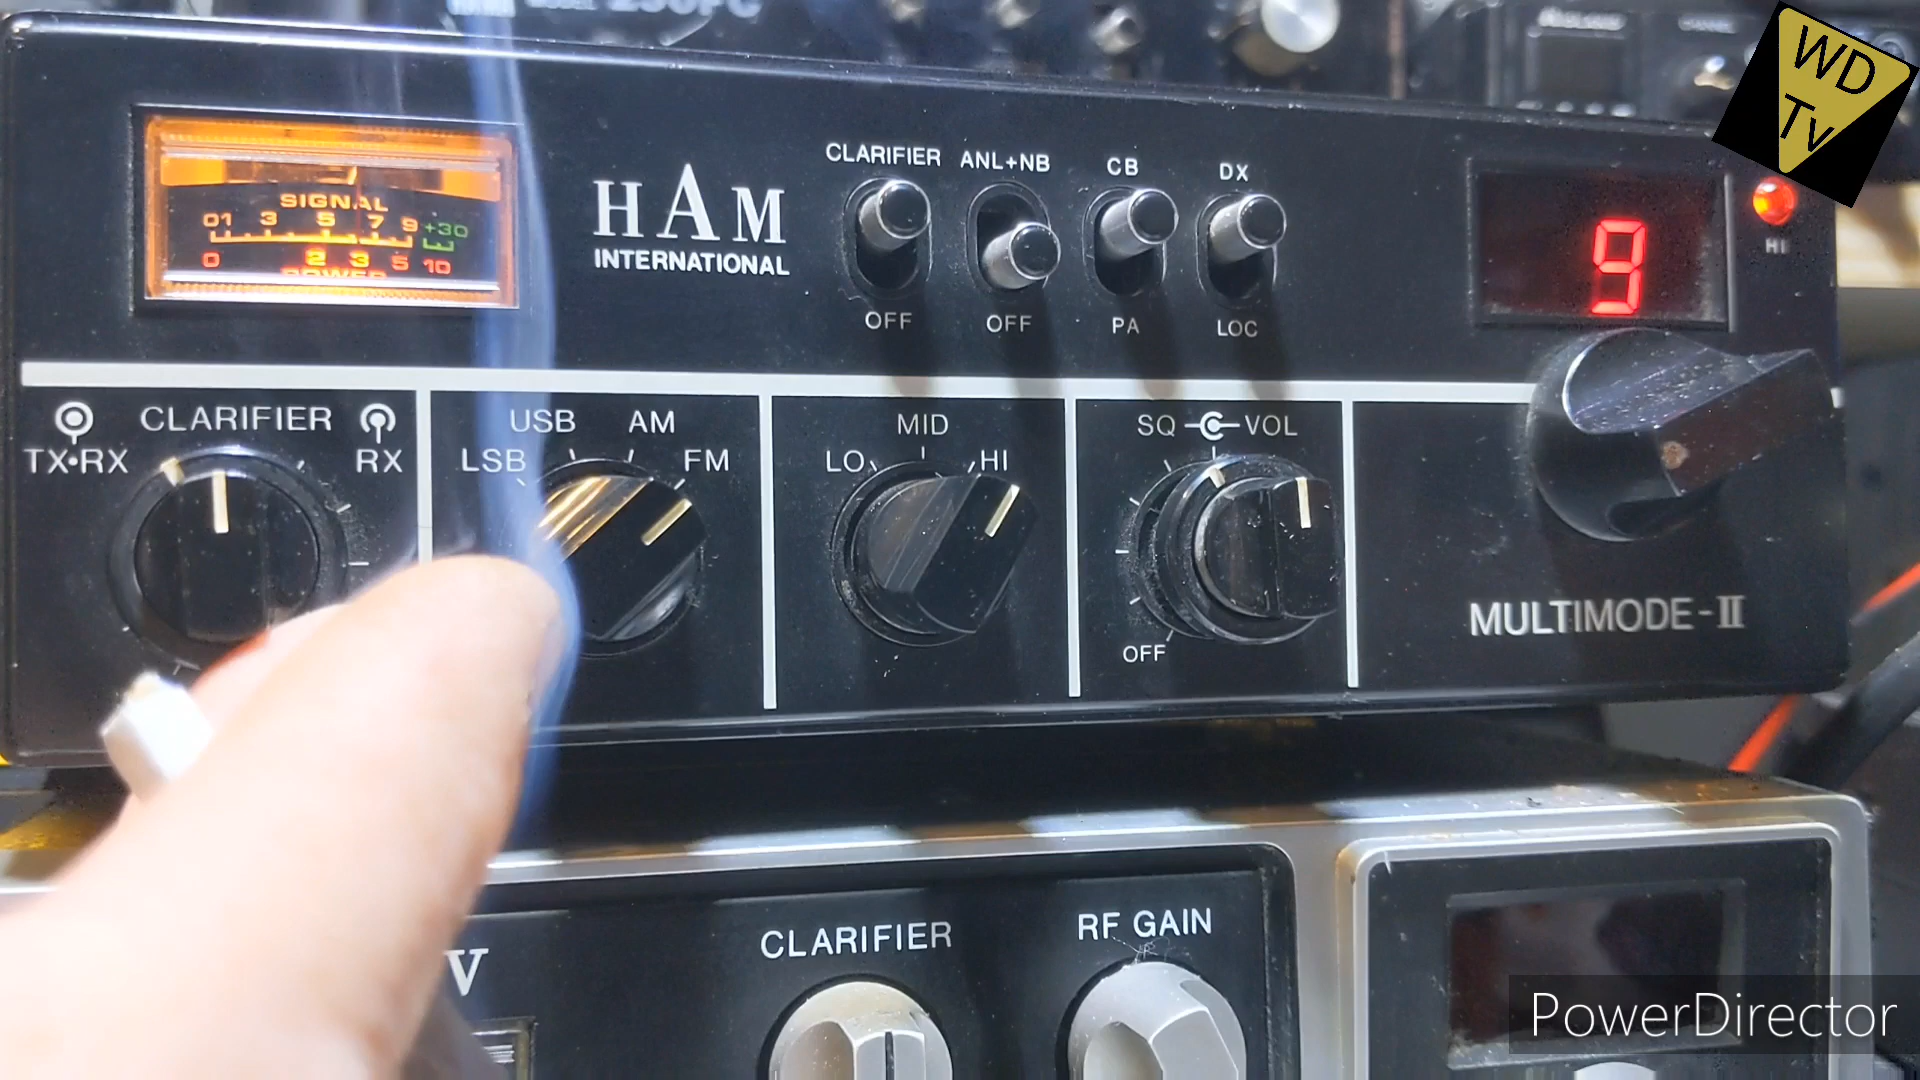 250FC
WD
TV
SIGNAL
01 3 5 7 9 +30
0 2 3 5 10
POWER
HAM
INTERNATIONAL
CLARIFIER ANL+NB CB DX
OFF OFF PA LOC
9
HI
CLARIFIER
TX•RX RX
USB AM
LSB FM
MID
LO HI
SQ VOL
OFF
MULTIMODE-II
V
CLARIFIER
RF GAIN
PowerDirector